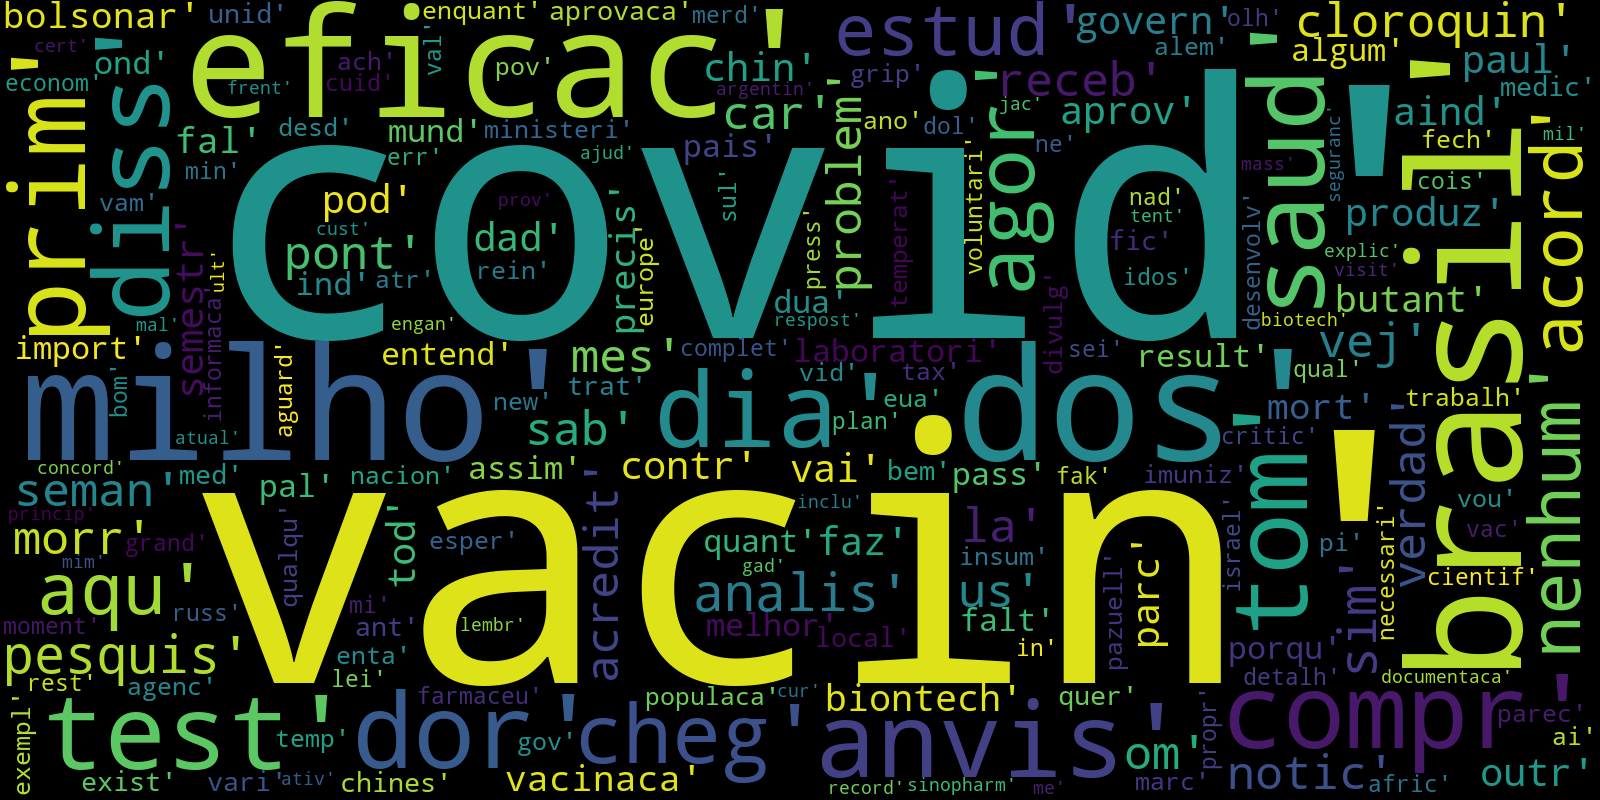 bolsonar'
unid'
enquant'
aprovaca'
merd'
estud'
govern'
olh'
cloroquin'
cert'
ond'
eficac'
ach'
val'
pov'
chin'
grip'
alem'
algum'
paul'
econom'
frent'
cuid'
argentin'
receb'
medic'
prim'
diss'
fal'
desd'
mund'
ministeri'
car'
problem'
ano'
dol'
jac'
aprov'
saud'
aind'
fech'
mil'
min'
err'
ajud'
pais'
voluntari'
agor'
ne'
mass'
seguranc'
cois'
acord'
vam'
covid'
pod'
prov'
sul'
nad'
tent'
produz'
cust'
pont'
dad'
precis'
press'
temperat'
fic'
desenvolv'
explic'
visit'
semestr'
ult'
ind'
atr'
rein'
europe'
dua'
idos'
butant'
brasil'
mal'
informaca'
engan'
respost'
divulg'
biotech'
import'
aguard'
entend'
mes'
complet'
laboratori'
sei'
result'
vej'
qual'
bom'
milho'
new'
trat'
dia'
vid'
tax'
eua'
dos'
mort'
trabalh'
nenhum'
atual'
sab'
plan'
critic'
concord'
med'
nacion'
assim'
contr'
vai'
bem'
pass'
fak'
imuniz'
verdad'
seman'
pal'
inclu'
vou'
princip'
morr'
grand'
qualqu'
tod'
esper'
acredit'
vacin'
quant'
faz'
la'
insum'
israel'
tom'
pi'
necessari'
vac'
mim'
gad'
cientif'
aqu'
russ'
mi'
analis'
us'
pazuell'
parc'
sim'
moment'
ant'
lembr'
melhor'
local'
falt'
pesquis'
enta'
in'
porqu'
rest'
agenc'
lei'
farmaceu'
populaca'
cur'
biontech'
quer'
detalh'
documentaca'
exempl'
test'
temp'
dor'
gov'
cheg'
anvis'
om'
propr'
compr'
parec'
ai'
exist'
vari'
ativ'
chines'
vacinaca'
record'
sinopharm'
me'
marc'
notic'
afric'
outr'